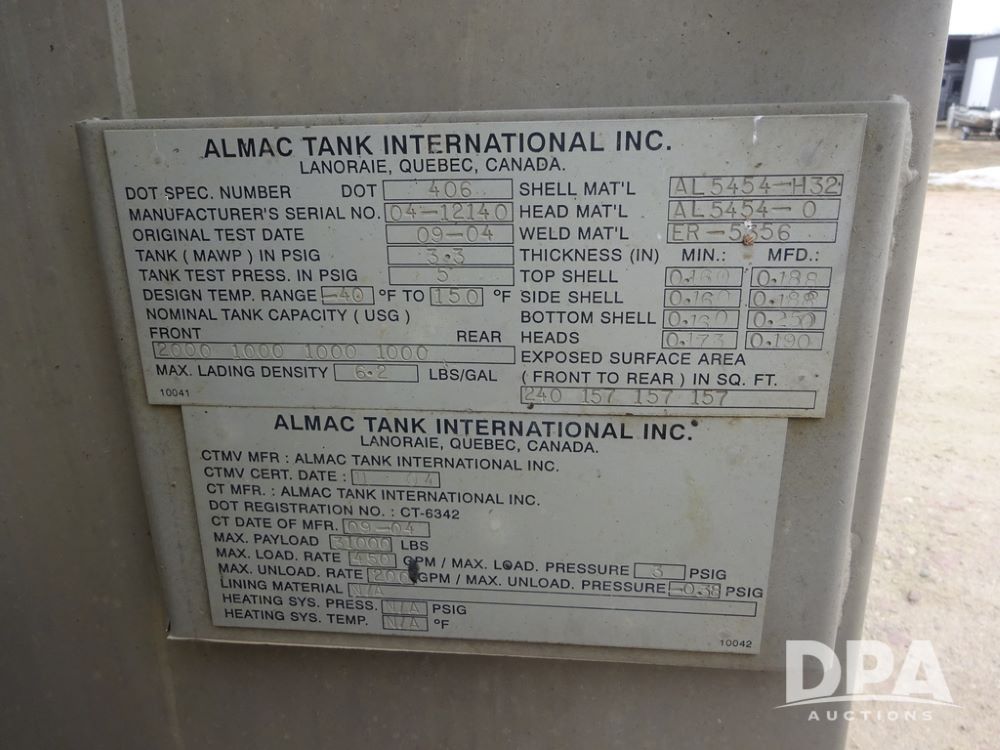 ALMAC TANK INTERNATIONAL INC.
LANORAIE, QUEBEC, CANADA.
DOT SPEC. NUMBER DOT 406
MANUFACTURER'S SERIAL NO. 04-12140
ORIGINAL TEST DATE 09-04
TANK ( MAWP ) IN PSIG 3.3
TANK TEST PRESS. IN PSIG 5
DESIGN TEMP. RANGE -40 °F TO 150 °F
NOMINAL TANK CAPACITY ( USG )
FRONT REAR
2000 1000 1000 1000
MAX. LADING DENSITY 6.2 LBS/GAL
10041
SHELL MAT'L AL5454-H32
HEAD MAT'L AL5454-0
WELD MAT'L ER-5356
THICKNESS (IN) MIN.: MFD.:
TOP SHELL 0.160 0.188
SIDE SHELL 0.160 0.188
BOTTOM SHELL 0.160 0.250
HEADS 0.173 0.190
EXPOSED SURFACE AREA
( FRONT TO REAR ) IN SQ. FT.
240 157 157 157
ALMAC TANK INTERNATIONAL INC.
LANORAIE, QUEBEC, CANADA.
CTMV MFR : ALMAC TANK INTERNATIONAL INC.
CTMV CERT. DATE : 04
CT MFR. : ALMAC TANK INTERNATIONAL INC.
DOT REGISTRATION NO. : CT-6342
CT DATE OF MFR. 09-04
MAX. PAYLOAD 31000 LBS
MAX. LOAD. RATE 450 GPM / MAX. LOAD. PRESSURE 3 PSIG
MAX. UNLOAD. RATE 200 GPM / MAX. UNLOAD. PRESSURE -0.38 PSIG
LINING MATERIAL N/A
HEATING SYS. PRESS. N/A PSIG
HEATING SYS. TEMP. N/A °F
10042
DPA
AUCTIONS